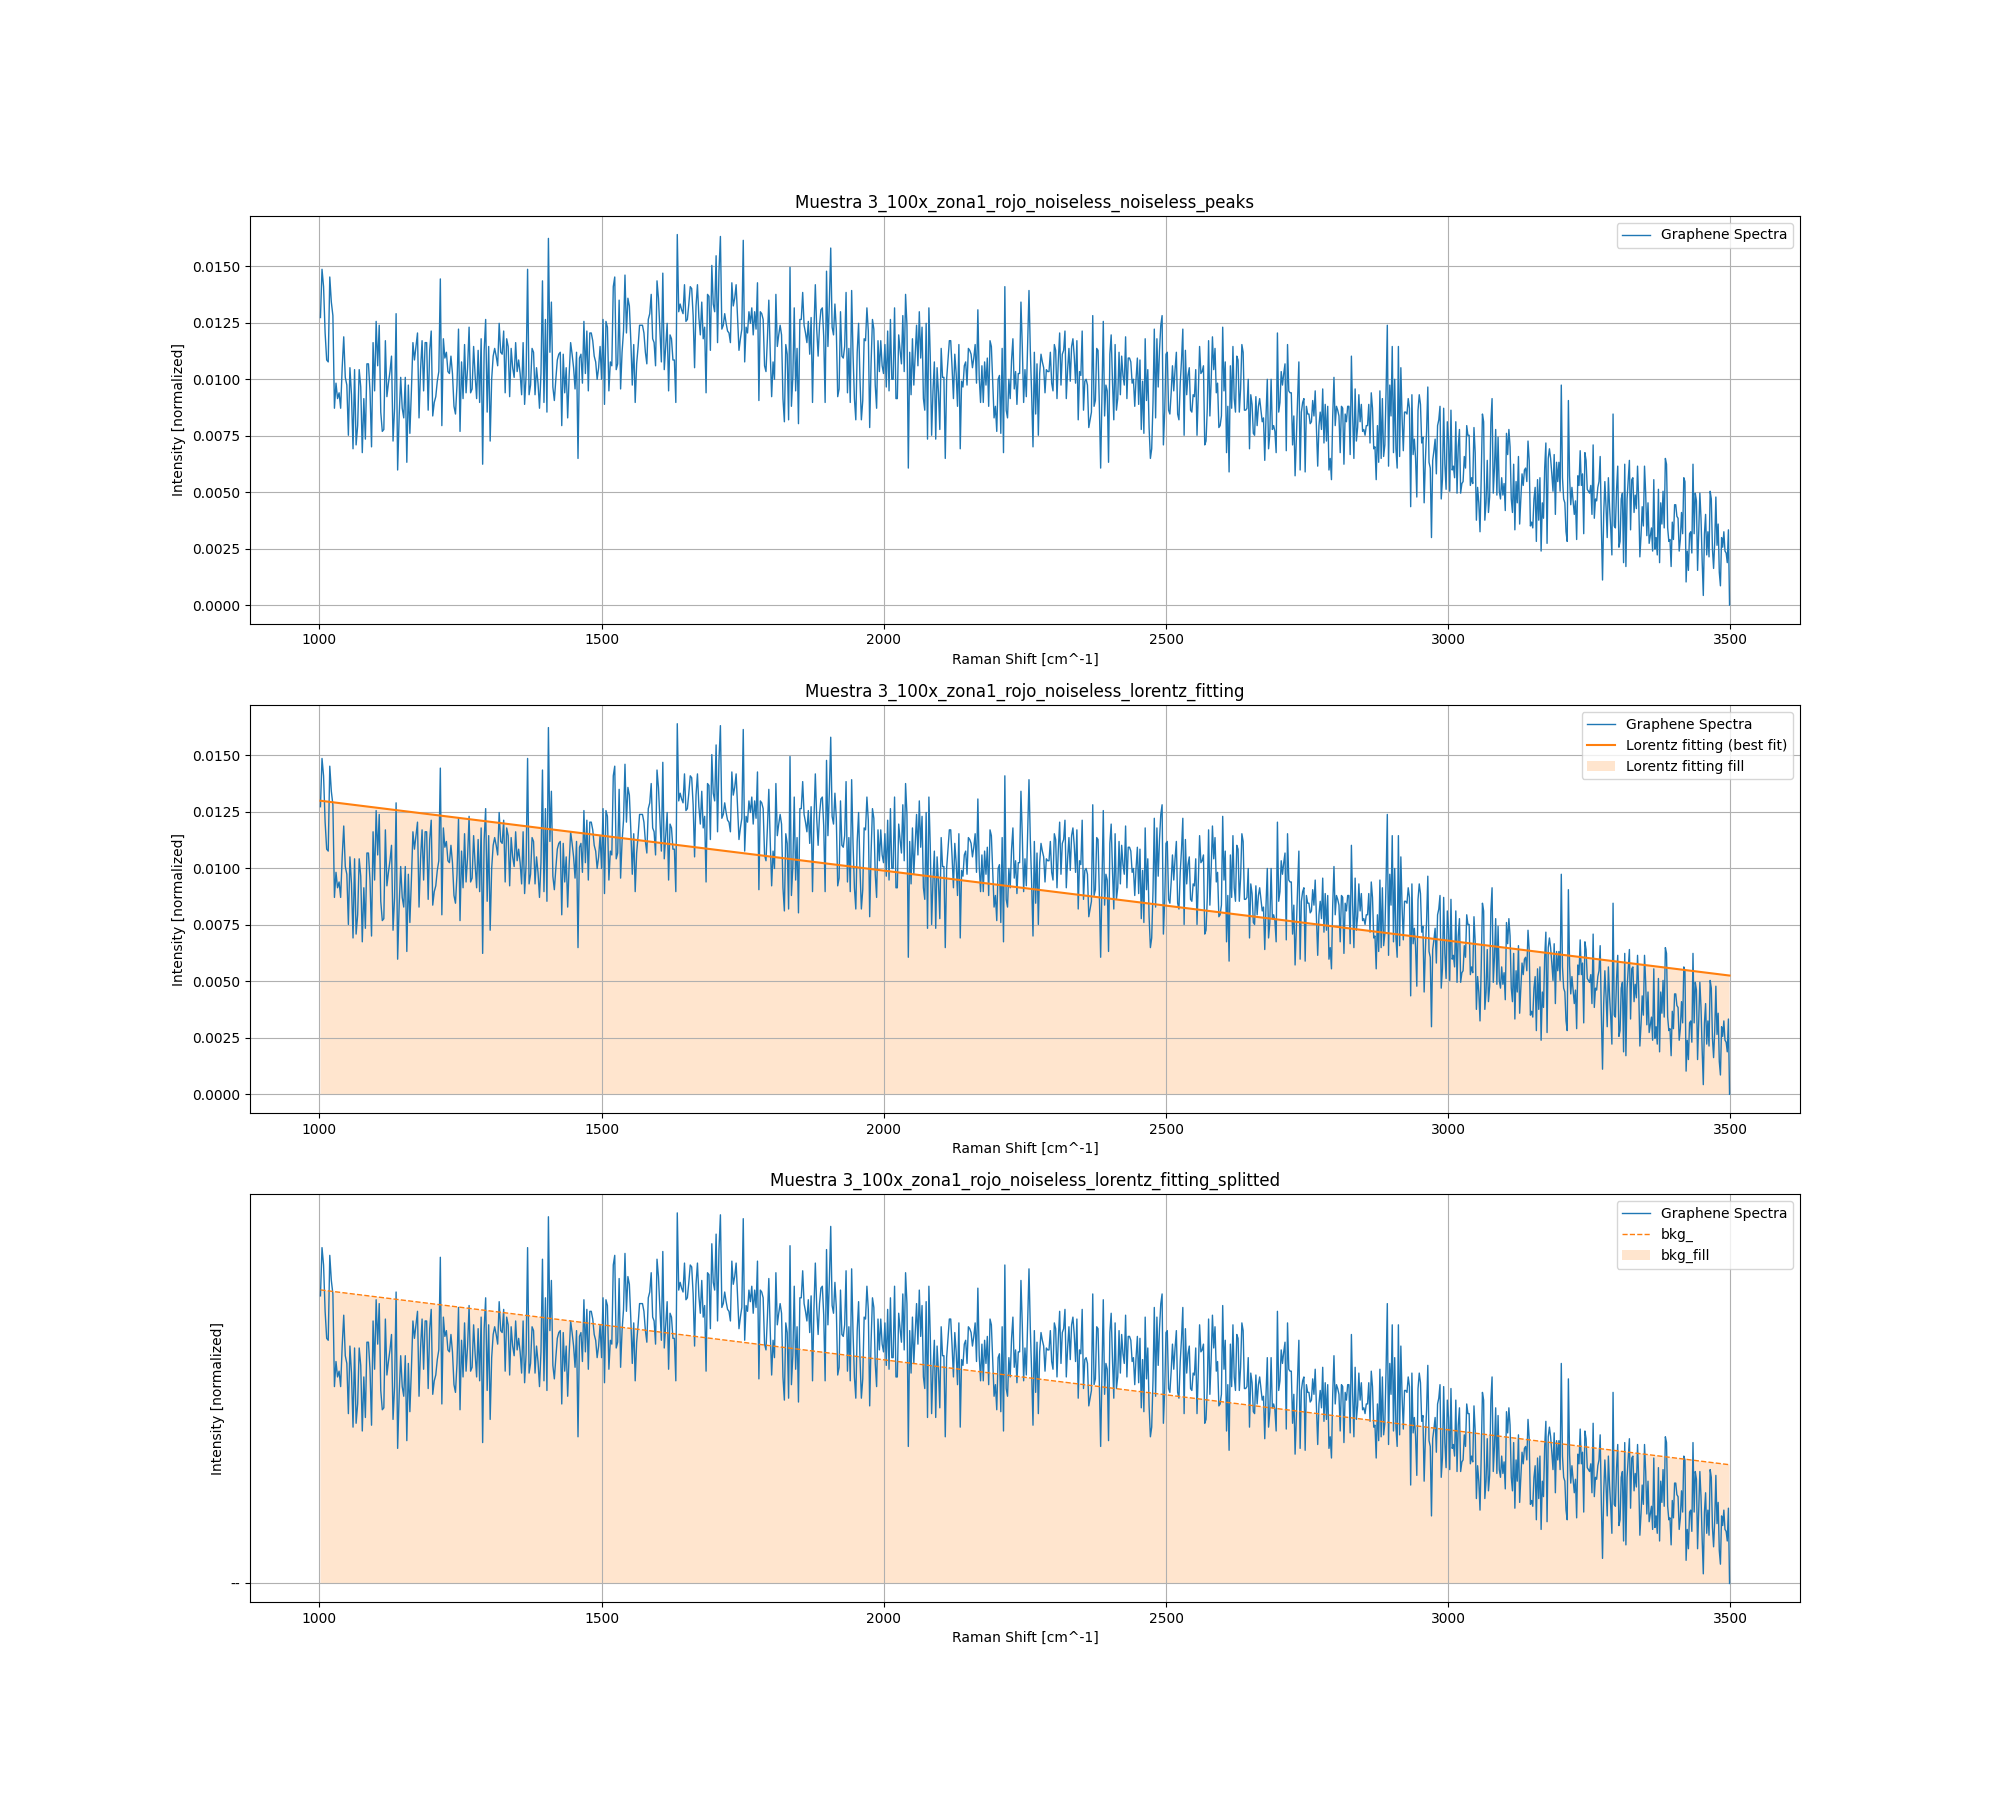 Muestra 3_100x_zona1_rojo_noiseless_noiseless_peaks
Graphene Spectra
Intensity [normalized]
0.0150
0.0125
0.0100
0.0075
0.0050
0.0025
0.0000
1000 1500 2000 2500 3000 3500
Raman Shift [cm^-1]
Muestra 3_100x_zona1_rojo_noiseless_lorentz_fitting
Graphene Spectra
Lorentz fitting (best fit)
Lorentz fitting fill
Intensity [normalized]
0.0150
0.0125
0.0100
0.0075
0.0050
0.0025
0.0000
1000 1500 2000 2500 3000 3500
Raman Shift [cm^-1]
Muestra 3_100x_zona1_rojo_noiseless_lorentz_fitting_splitted
Graphene Spectra
bkg_
bkg_fill
Intensity [normalized]
--
1000 1500 2000 2500 3000 3500
Raman Shift [cm^-1]